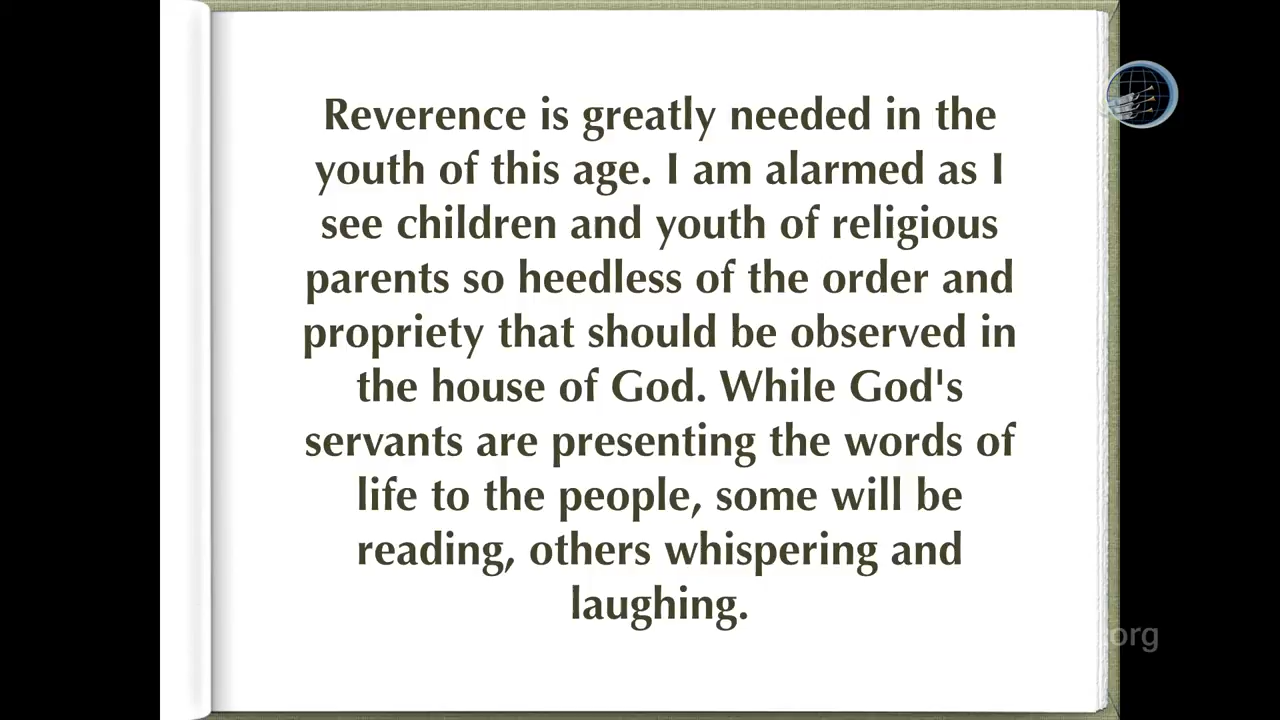 Reverence is greatly needed in the
youth of this age. I am alarmed as I
see children and youth of religious
parents so heedless of the order and
propriety that should be observed in
the house of God. While God's
servants are presenting the words of
life to the people, some will be
reading, others whispering and
laughing.
.org